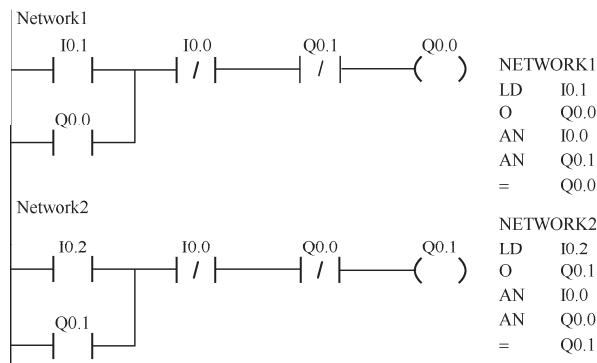 Network1
I0.1 I0.0 Q0.1 Q0.0
Q0.0
NETWORK1
LD I0.1
O Q0.0
AN I0.0
AN Q0.1
= Q0.0
Network2
I0.2 I0.0 Q0.0 Q0.1
Q0.1
NETWORK2
LD I0.2
O Q0.1
AN I0.0
AN Q0.0
= Q0.1